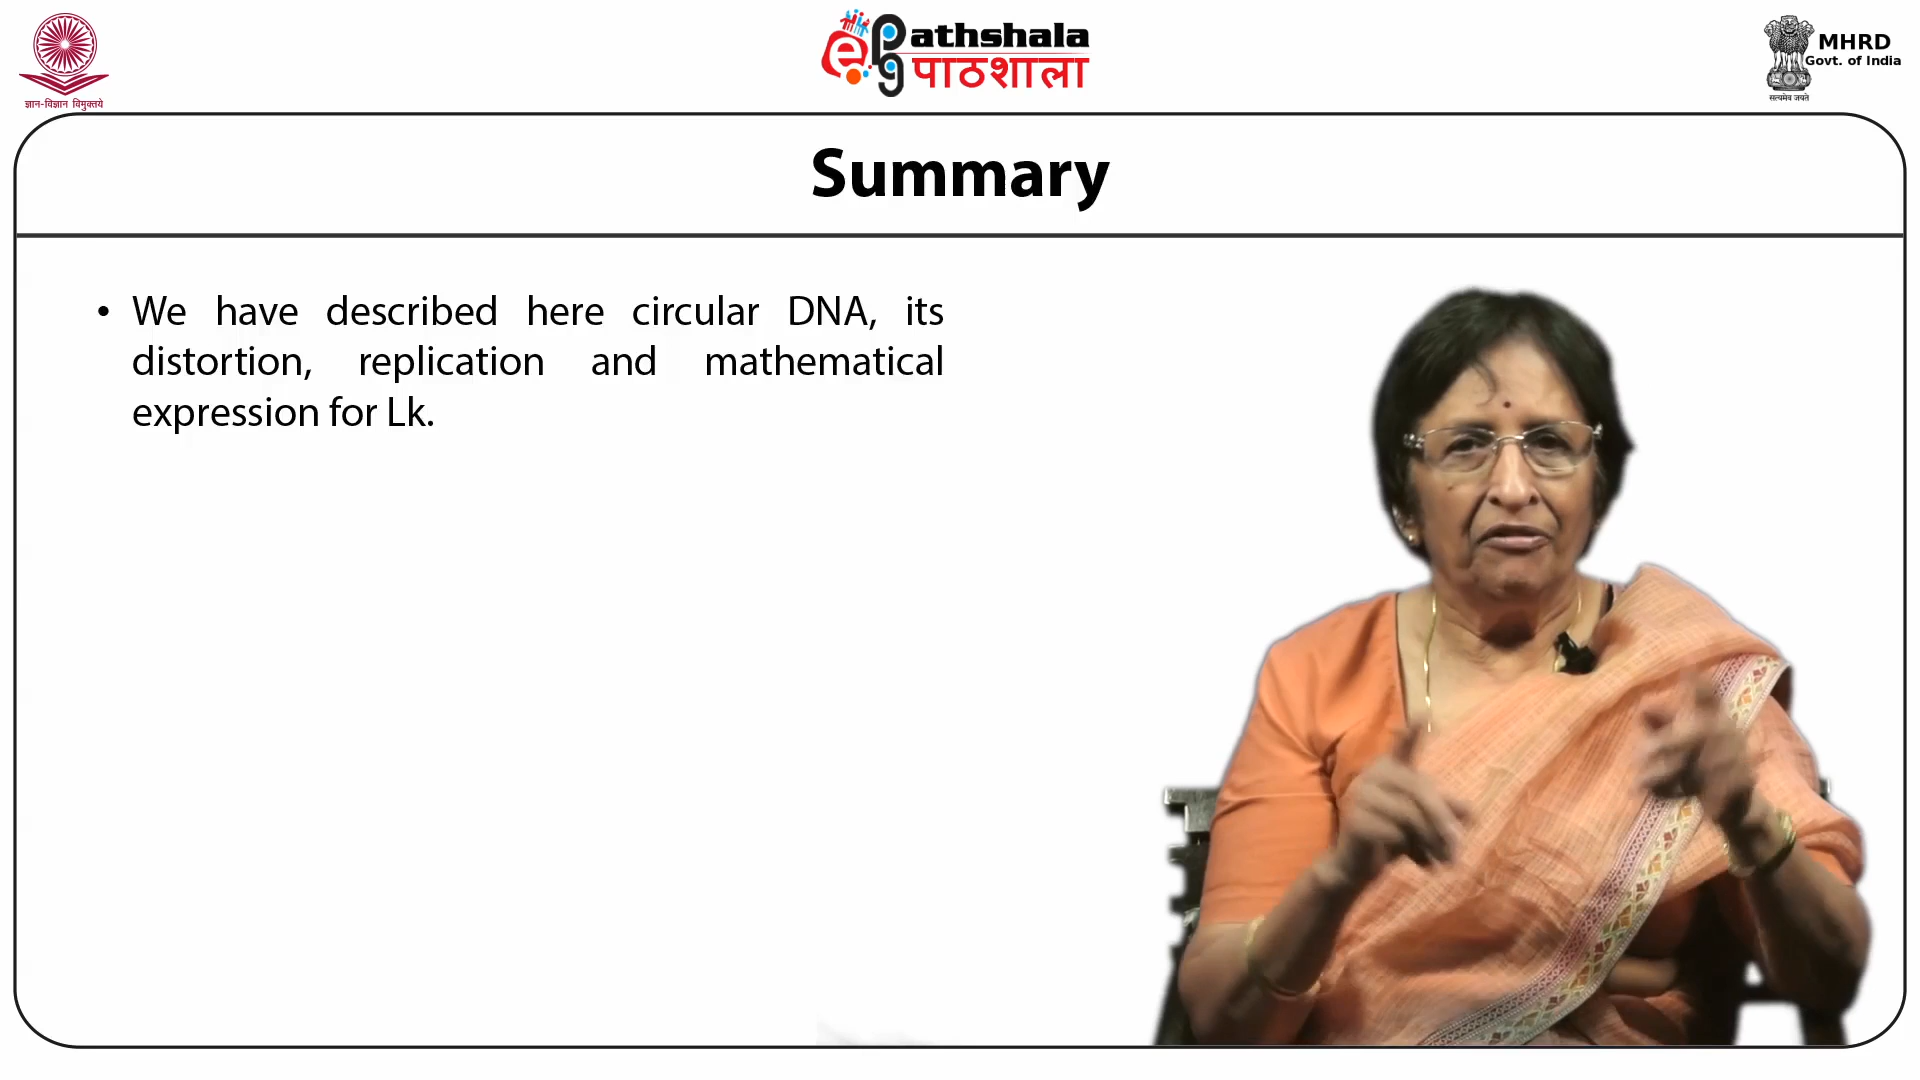 ज्ञान-विज्ञान विमुक्तये
ePathshala
पाठशाला
सत्यमेव जयते
MHRD
Govt. of India
Summary
• We have described here circular DNA, its
distortion, replication and mathematical
expression for Lk.